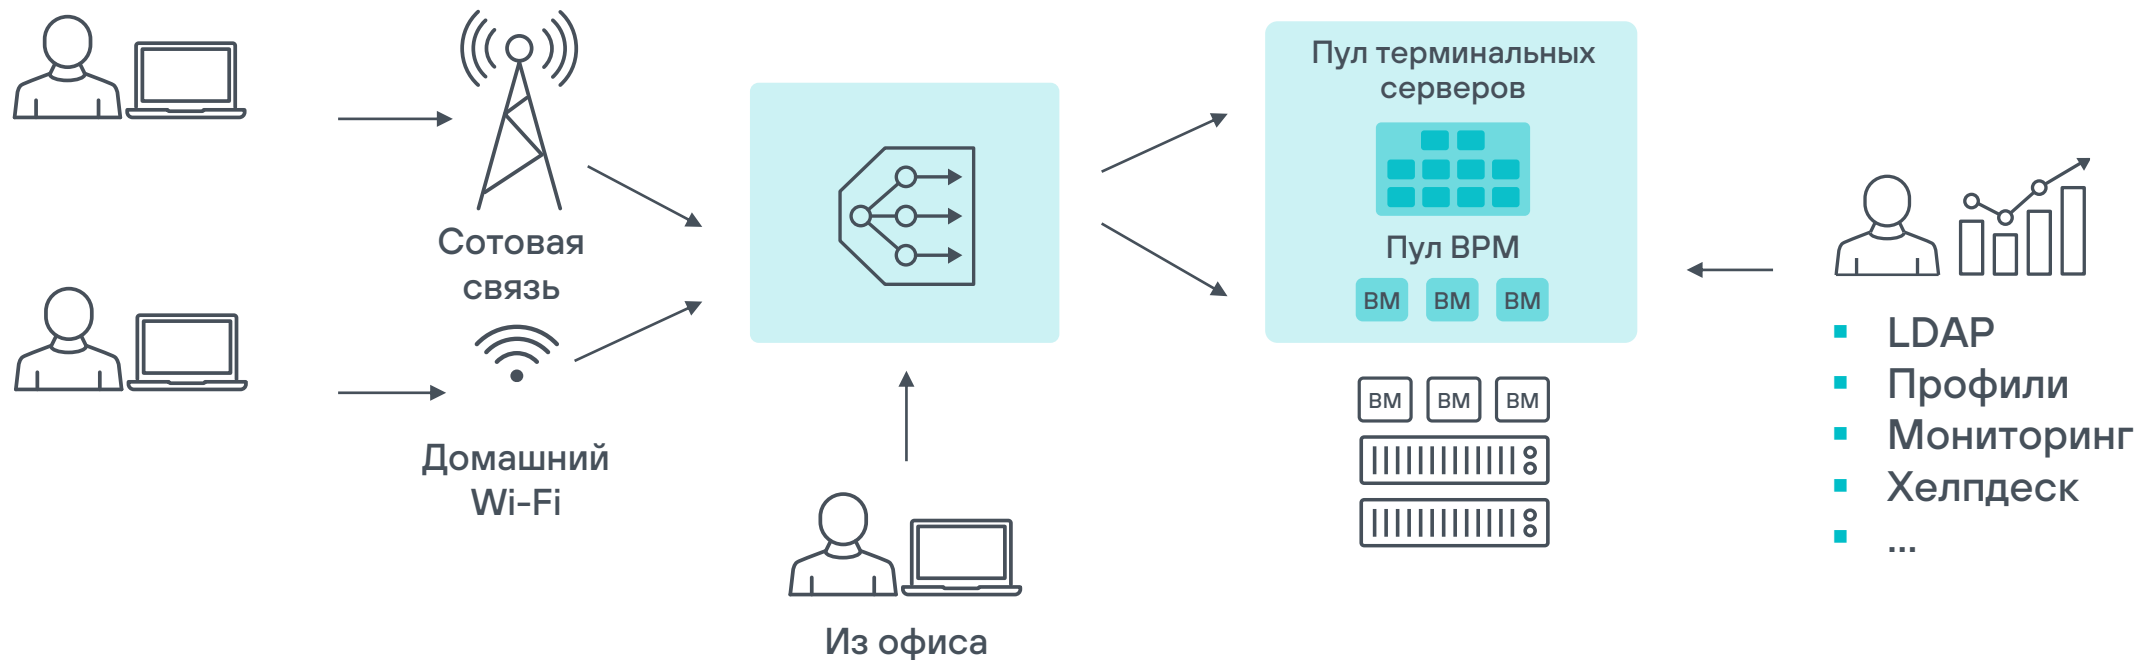 Сотовая
связь
Домашний
Wi-Fi
Из офиса
Пул терминальных
серверов
Пул ВРМ
ВМ ВМ ВМ
ВМ ВМ ВМ
LDAP
Профили
Мониторинг
Хелпдеск
...